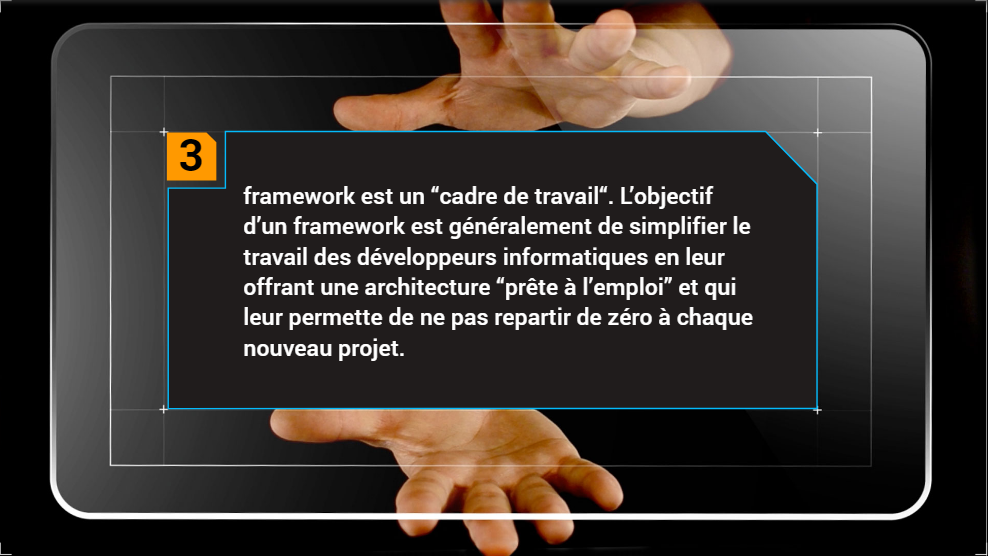 3
framework est un “cadre de travail“. L’objectif
d’un framework est généralement de simplifier le
travail des développeurs informatiques en leur
offrant une architecture “prête à l’emploi” et qui
leur permette de ne pas repartir de zéro à chaque
nouveau projet.